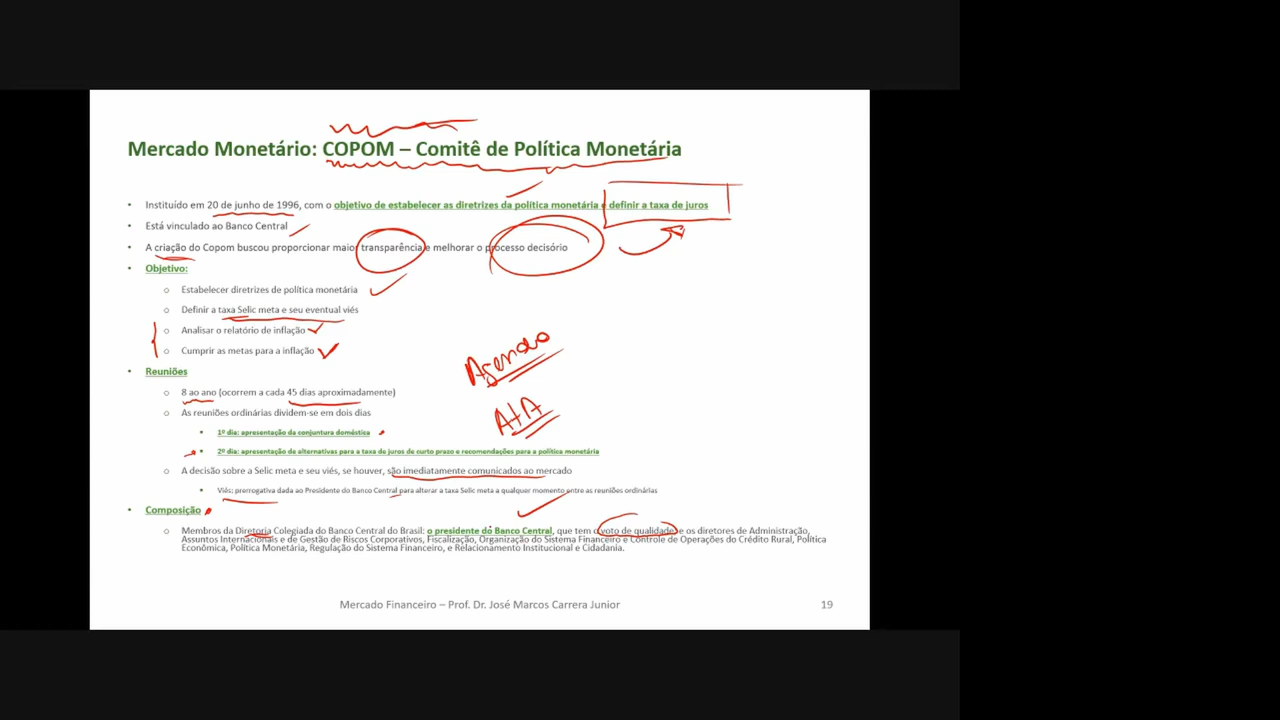 Mercado Monetário: COPOM – Comitê de Política Monetária
• Instituído em 20 de junho de 1996, com o objetivo de estabelecer as diretrizes da política monetária e definir a taxa de juros
• Está vinculado ao Banco Central
• A criação do Copom buscou proporcionar maior transparência e melhorar o processo decisório
• Objetivo:
o Estabelecer diretrizes de política monetária
o Definir a taxa Selic meta e seu eventual viés
o Analisar o relatório de inflação
o Cumprir as metas para a inflação
Agenda
• Reuniões
o 8 ao ano (ocorrem a cada 45 dias aproximadamente)
o As reuniões ordinárias dividem-se em dois dias
ATA
• 1º dia: apresentação da conjuntura doméstica
• 2º dia: apresentação de alternativas para a taxa de juros de curto prazo e recomendações para a política monetária
o A decisão sobre a Selic meta e seu viés, se houver, são imediatamente comunicados ao mercado
• Viés: prerrogativa dada ao Presidente do Banco Central para alterar a taxa Selic meta a qualquer momento entre as reuniões ordinárias
• Composição
o Membros da Diretoria Colegiada do Banco Central do Brasil: o presidente do Banco Central, que tem o voto de qualidade e os diretores de Administração,
Assuntos Internacionais e de Gestão de Riscos Corporativos, Fiscalização, Organização do Sistema Financeiro e Controle de Operações do Crédito Rural, Política
Econômica, Política Monetária, Regulação do Sistema Financeiro, e Relacionamento Institucional e Cidadania.
Mercado Financeiro – Prof. Dr. José Marcos Carrera Junior
19